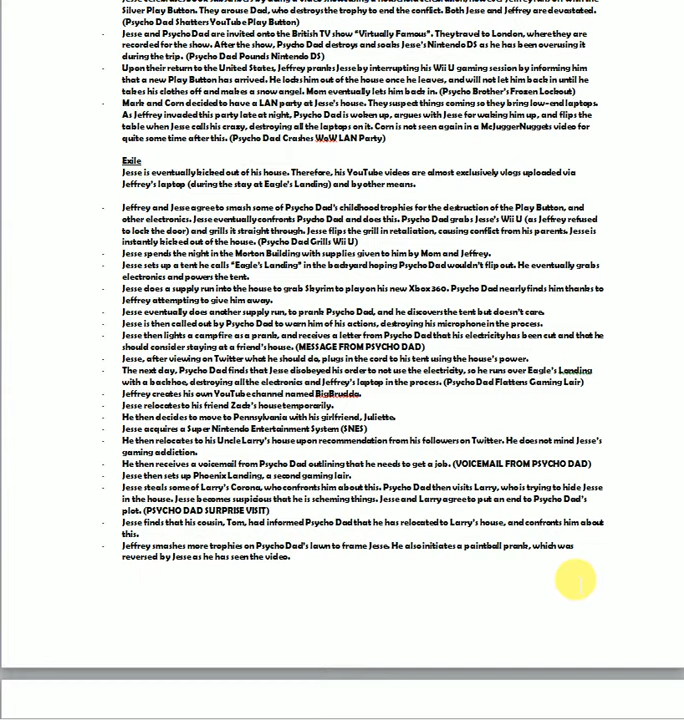 Silver Play Button. They arouse Dad, who destroys the trophy to end the conflict. Both Jesse and Jeffrey are devastated.
(Psycho Dad Shatters YouTube Play Button)
- Jesse and Psycho Dad are invited onto the British TV show "Virtually Famous". They travel to London, where they are
recorded for the show. After the show, Psycho Dad destroys and soaks Jesse's Nintendo DS as he has been overusing it
during the trip. (Psycho Dad Pounds Nintendo DS)
- Upon their return to the United States, Jeffrey pranks Jesse by interrupting his Wii U gaming session by informing him
that a new Play Button has arrived. He locks him out of the house once he leaves, and will not let him back in until he
takes his clothes off and makes a snow angel. Mom eventually lets him back in. (Psycho Brother's Frozen Lockout)
- Mark and Corn decided to have a LAN party at Jesse's house. They suspect things coming so they bring low-end laptops.
As Jeffrey invaded this party late at night, Psycho Dad is woken up, argues with Jesse for waking him up, and flips the
table when Jesse calls his crazy, destroying all the laptops on it. Corn is not seen again in a McJuggerNuggets video for
quite some time after this. (Psycho Dad Crashes WoW LAN Party)
Exile
Jesse is eventually kicked out of his house. Therefore, his YouTube videos are almost exclusively vlogs uploaded via
Jeffrey's laptop (during the stay at Eagle's Landing) and by other means.
- Jeffrey and Jesse agree to smash some of Psycho Dad's childhood trophies for the destruction of the Play Button, and
other electronics. Jesse eventually confronts Psycho Dad and does this. Psycho Dad grabs Jesse's Wii U (as Jeffrey refused
to lock the door) and grills it straight through. Jesse flips the grill in retaliation, causing conflict from his parents. Jesse is
instantly kicked out of the house. (Psycho Dad Grills Wii U)
- Jesse spends the night in the Morton Building with supplies given to him by Mom and Jeffrey.
- Jesse sets up a tent he calls "Eagle's Landing" in the backyard hoping Psycho Dad wouldn't flip out. He eventually grabs
electronics and powers the tent.
- Jesse does a supply run into the house to grab Skyrim to play on his new Xbox 360. Psycho Dad nearly finds him thanks to
Jeffrey attempting to give him away.
- Jesse eventually does another supply run, to prank Psycho Dad, and he discovers the tent but doesn't care.
- Jesse is then called out by Psycho Dad to warn him of his actions, destroying his microphone in the process.
- Jesse then lights a campfire as a prank, and receives a letter from Psycho Dad that his electricity has been cut and that he
should consider staying at a friend's house. (MESSAGE FROM PSYCHO DAD)
- Jesse, after viewing on Twitter what he should do, plugs in the cord to his tent using the house's power.
- The next day, Psycho Dad finds that Jesse disobeyed his order to not use the electricity, so he runs over Eagle's Landing
with a backhoe, destroying all the electronics and Jeffrey's laptop in the process. (Psycho Dad Flattens Gaming Lair)
- Jeffrey creates his own YouTube channel named BigBrudda.
- Jesse relocates to his friend Zack's house temporarily.
- He then decides to move to Pennsylvania with his girlfriend, Juliette.
- Jesse acquires a Super Nintendo Entertainment System (SNES)
- He then relocates to his Uncle Larry's house upon recommendation from his followers on Twitter. He does not mind Jesse's
gaming addiction.
- He then receives a voicemail from Psycho Dad outlining that he needs to get a job. (VOICEMAIL FROM PSYCHO DAD)
- Jesse then sets up Phoenix Landing, a second gaming lair.
- Jesse steals some of Larry's Corona, who confronts him about this. Psycho Dad then visits Larry, who is trying to hide Jesse
in the house. Jesse becomes suspicious that he is scheming things. Jesse and Larry agree to put an end to Psycho Dad's
plot. (PSYCHO DAD SURPRISE VISIT)
- Jesse finds that his cousin, Tom, had informed Psycho Dad that he has relocated to Larry's house, and confronts him about
this.
- Jeffrey smashes more trophies on Psycho Dad's lawn to frame Jesse. He also initiates a paintball prank, which was
reversed by Jesse as he has seen the video.